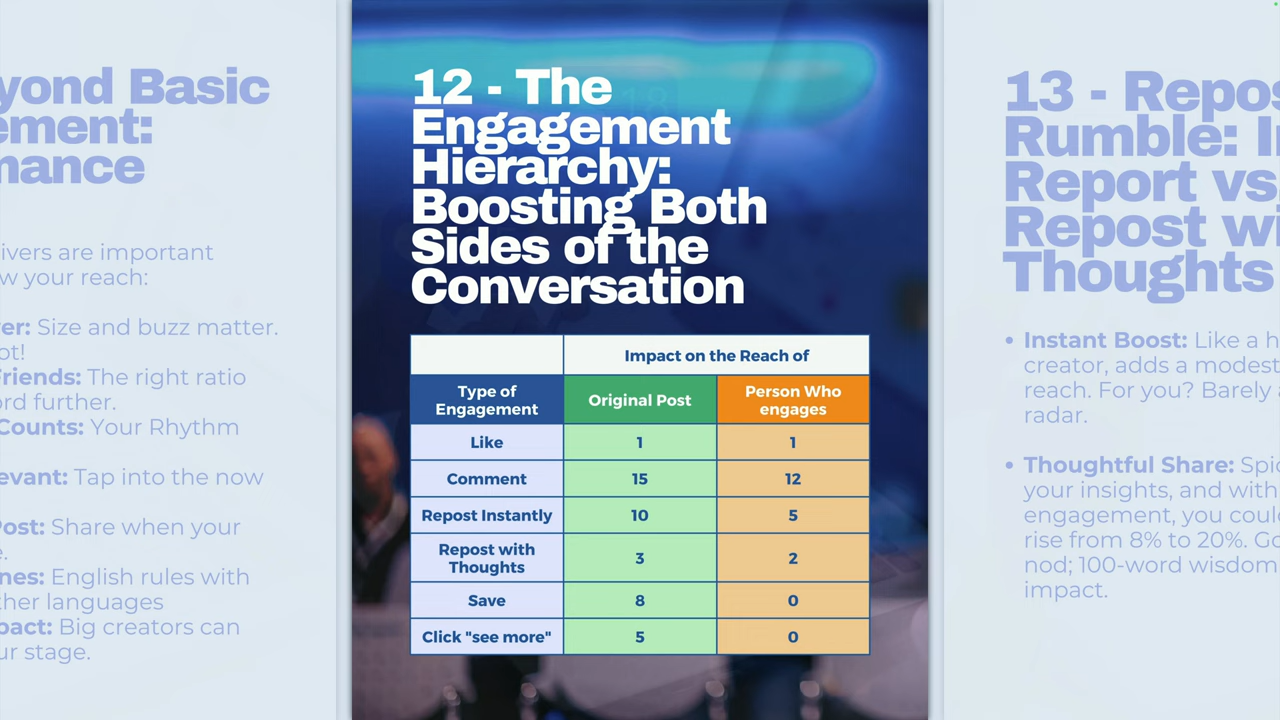 yond Basic
ement:
mance
ivers are important
w your reach:
er: Size and buzz matter.
ot!
Friends: The right ratio
rd further.
Counts: Your Rhythm
evant: Tap into the now
Post: Share when your
e.
nes: English rules with
ther languages
pact: Big creators can
ur stage.
12 - The
Engagement
Hierarchy:
Boosting Both
Sides of the
Conversation
Impact on the Reach of
Type of Engagement Original Post Person Who engages
Like 1 1
Comment 15 12
Repost Instantly 10 5
Repost with Thoughts 3 2
Save 8 0
Click "see more" 5 0
13 - Repos
Rumble: I
Report vs
Repost w
Thoughts
• Instant Boost: Like a h
creator, adds a modest
reach. For you? Barely
radar.
• Thoughtful Share: Spi
your insights, and with
engagement, you coul
rise from 8% to 20%. Go
nod; 100-word wisdom
impact.